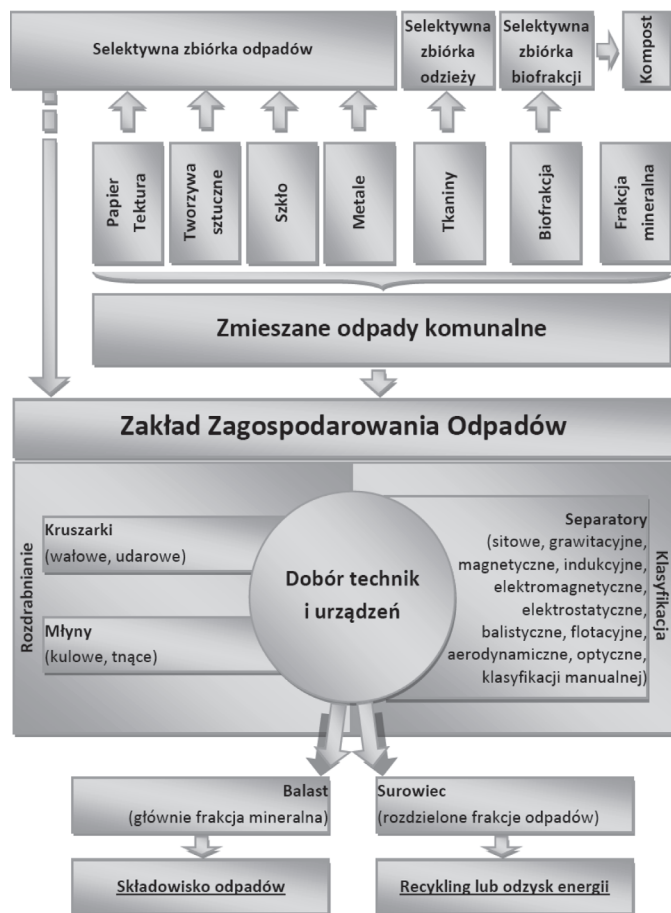 Selektywna zbiórka odpadów
Selektywna
zbiórka
odzieży
Selektywna
zbiórka
biofrakcji
Kompost
Papier
Tektura
Tworzywa
sztuczne
Szkło
Metale
Tkaniny
Biofrakcja
Frakcja
mineralna
Zmieszane odpady komunalne
Zakład Zagospodarowania Odpadów
Rozdrabnianie
Kruszarki
(wałowe, udarowe)
Młyny
(kulowe, tnące)
Dobór technik
i urządzeń
Separatory
(sitowe, grawitacyjne,
magnetyczne, indukcyjne,
elektromagnetyczne,
elektrostatyczne,
balistyczne, flotacyjne,
aerodynamiczne, optyczne,
klasyfikacji manualnej)
Klasyfikacja
Balast
(głównie frakcja mineralna)
Surowiec
(rozdzielone frakcje odpadów)
Składowisko odpadów
Recykling lub odzysk energii